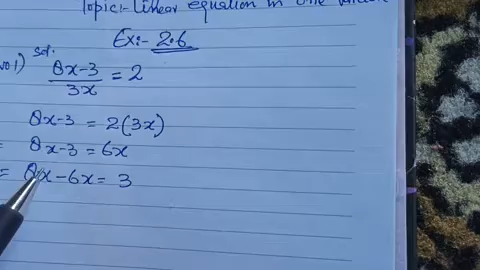 Topic:- Linear equation in one variable
Ex:- 2.6
No1) Sol.
8x-3/3x = 2
8x-3 = 2(3x)
= 8x-3 = 6x
= 8x-6x = 3